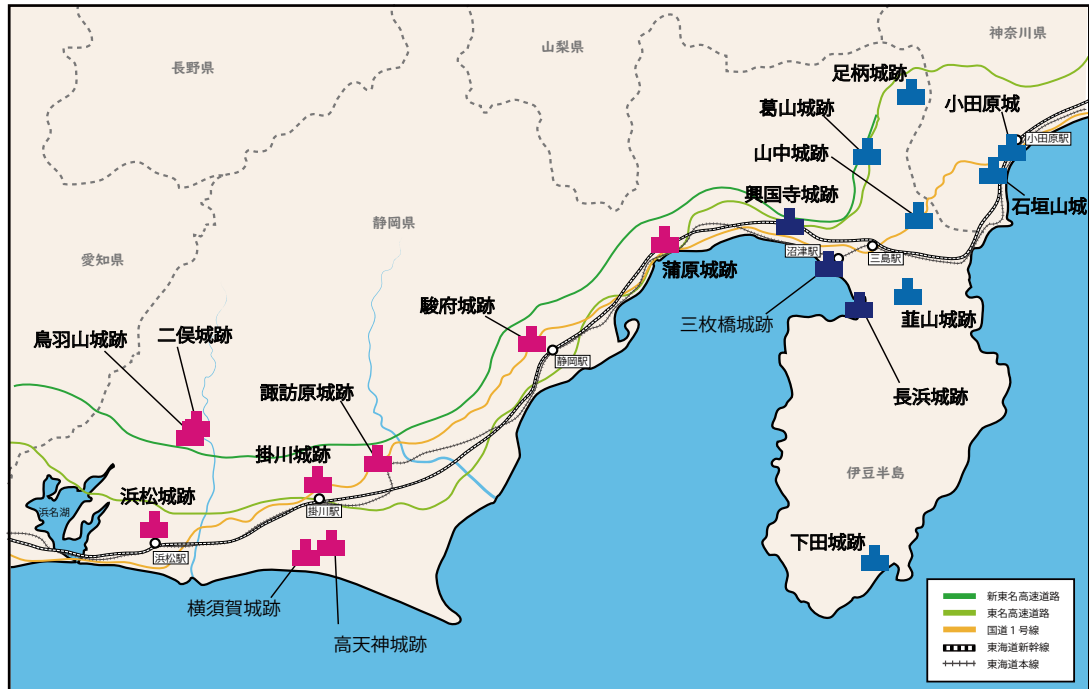 神奈川県
山梨県
長野県
足柄城跡
小田原城
葛山城跡
小田原駅
山中城跡
興国寺城跡
石垣山城
静岡県
沼津駅
三島駅
愛知県
蒲原城跡
駿府城跡
三枚橋城跡
韮山城跡
鳥羽山城跡
二俣城跡
静岡駅
諏訪原城跡
長浜城跡
掛川城跡
伊豆半島
浜松城跡
浜名湖
掛川駅
下田城跡
浜松駅
横須賀城跡
高天神城跡
新東名高速道路
東名高速道路
国道1号線
東海道新幹線
東海道本線